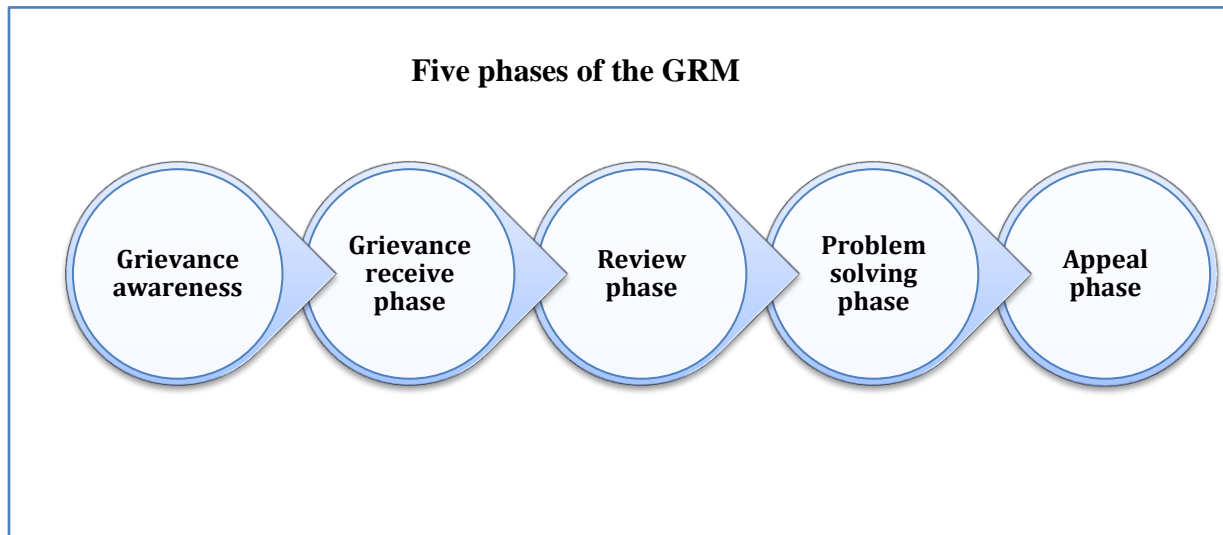 Five phases of the GRM
Grievance
awareness
Grievance
receive
phase
Review
phase
Problem
solving
phase
Appeal
phase